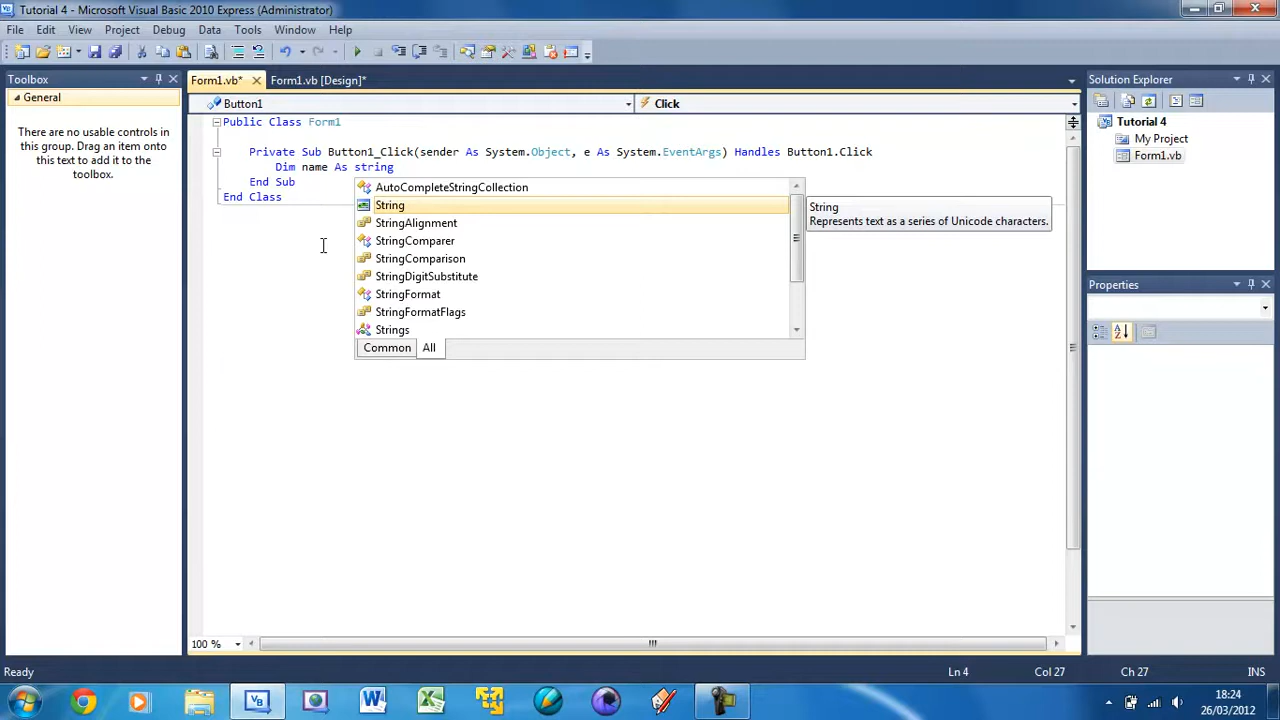 Tutorial 4 - Microsoft Visual Basic 2010 Express (Administrator)
File Edit View Project Debug Data Tools Window Help
Toolbox
General
There are no usable controls in
this group. Drag an item onto
this text to add it to the
toolbox.
Form1.vb*
Form1.vb [Design]*
Button1
Click
Public Class Form1
Private Sub Button1_Click(sender As System.Object, e As System.EventArgs) Handles Button1.Click
Dim name As string
End Sub
End Class
AutoCompleteStringCollection
String
StringAlignment
StringComparer
StringComparison
StringDigitSubstitute
StringFormat
StringFormatFlags
Strings
Common All
String
Represents text as a series of Unicode characters.
100 %
Solution Explorer
Tutorial 4
My Project
Form1.vb
Properties
Ready
Ln 4
Col 27
Ch 27
INS
18:24
26/03/2012